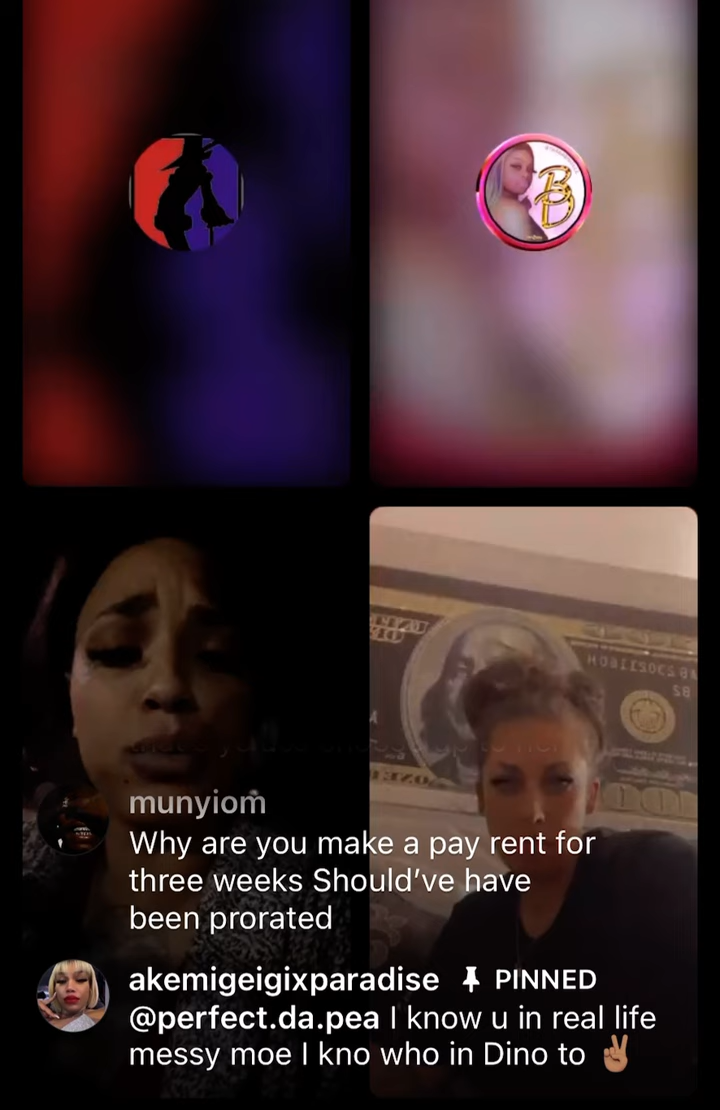 BD
munyiom
Why are you make a pay rent for
three weeks Should’ve have
been prorated
akemigeigixparadise PINNED
@perfect.da.pea I know u in real life
messy moe I kno who in Dino to ✌🏽